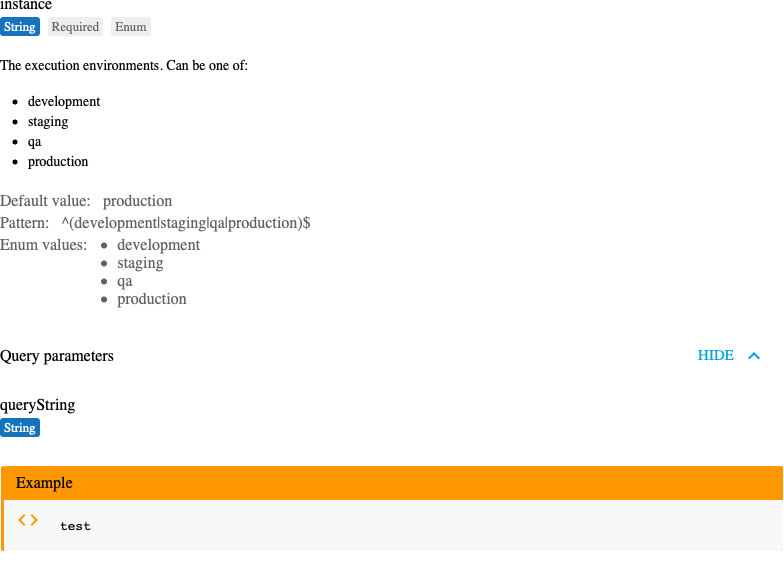 instance
String Required Enum
The execution environments. Can be one of:
development
staging
qa
production
Default value: production
Pattern: ^(development|staging|qa|production)$
Enum values: development
staging
qa
production
Query parameters HIDE
queryString
String
Example
<> test